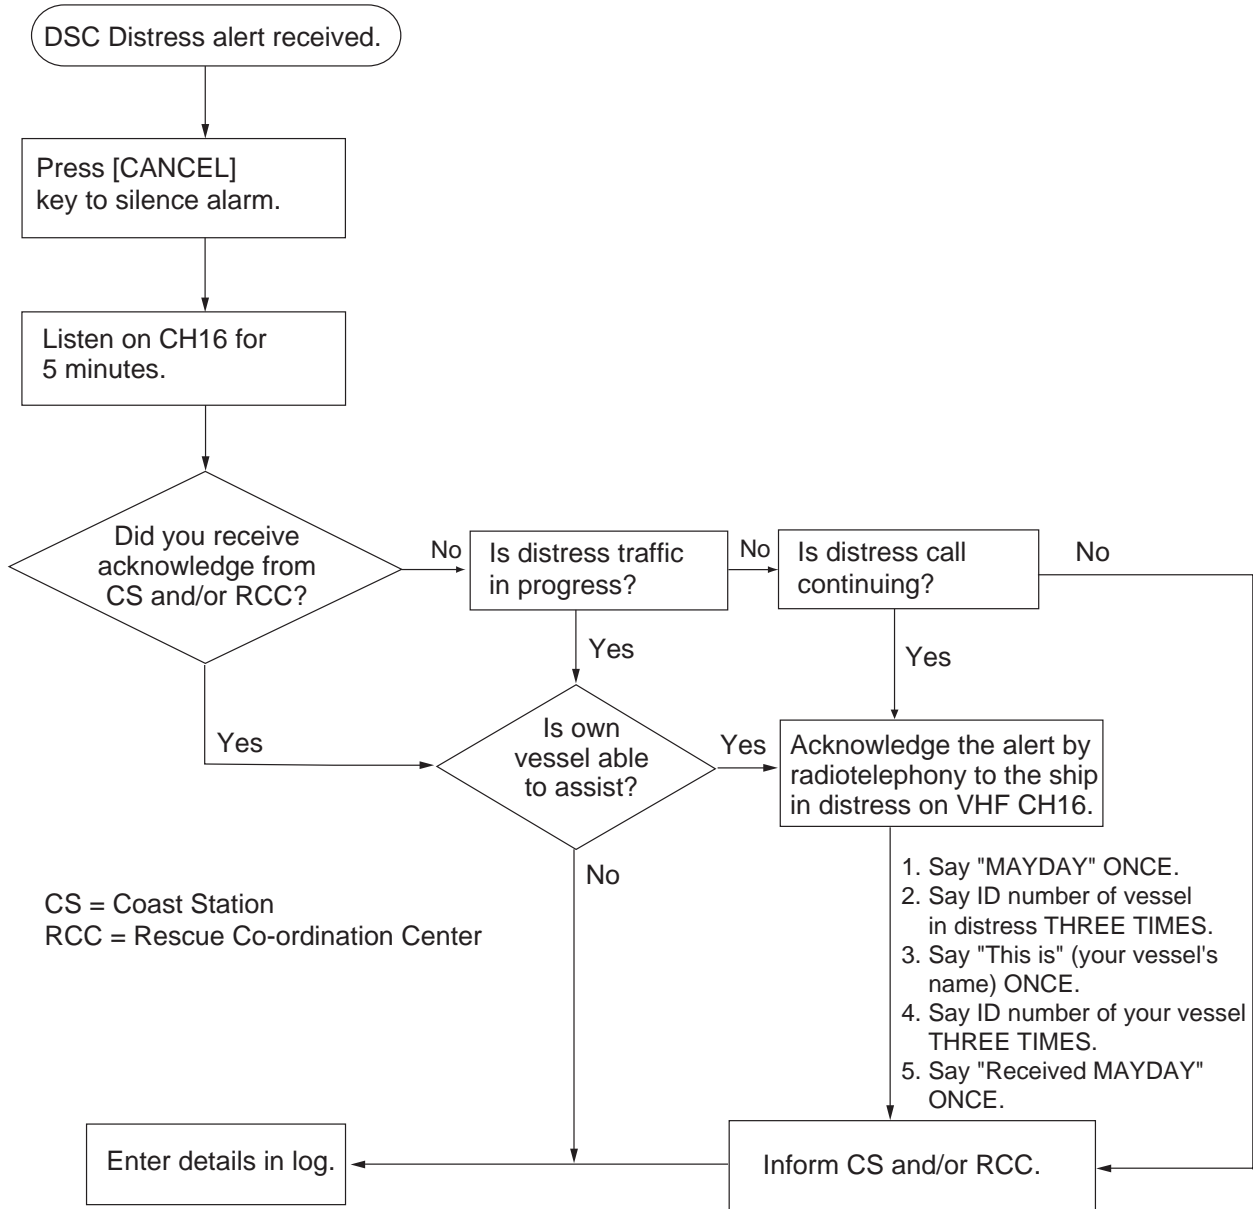 DSC Distress alert received.
Press [CANCEL]
key to silence alarm.
Listen on CH16 for
5 minutes.
Did you receive
acknowledge from
CS and/or RCC?
No
Is distress traffic
in progress?
No
Is distress call
continuing?
No
Yes
Yes
Yes
Is own
vessel able
to assist?
Yes
Acknowledge the alert by
radiotelephony to the ship
in distress on VHF CH16.
No
1. Say "MAYDAY" ONCE.
2. Say ID number of vessel
in distress THREE TIMES.
3. Say "This is" (your vessel's
name) ONCE.
4. Say ID number of your vessel
THREE TIMES.
5. Say "Received MAYDAY"
ONCE.
CS = Coast Station
RCC = Rescue Co-ordination Center
Enter details in log.
Inform CS and/or RCC.